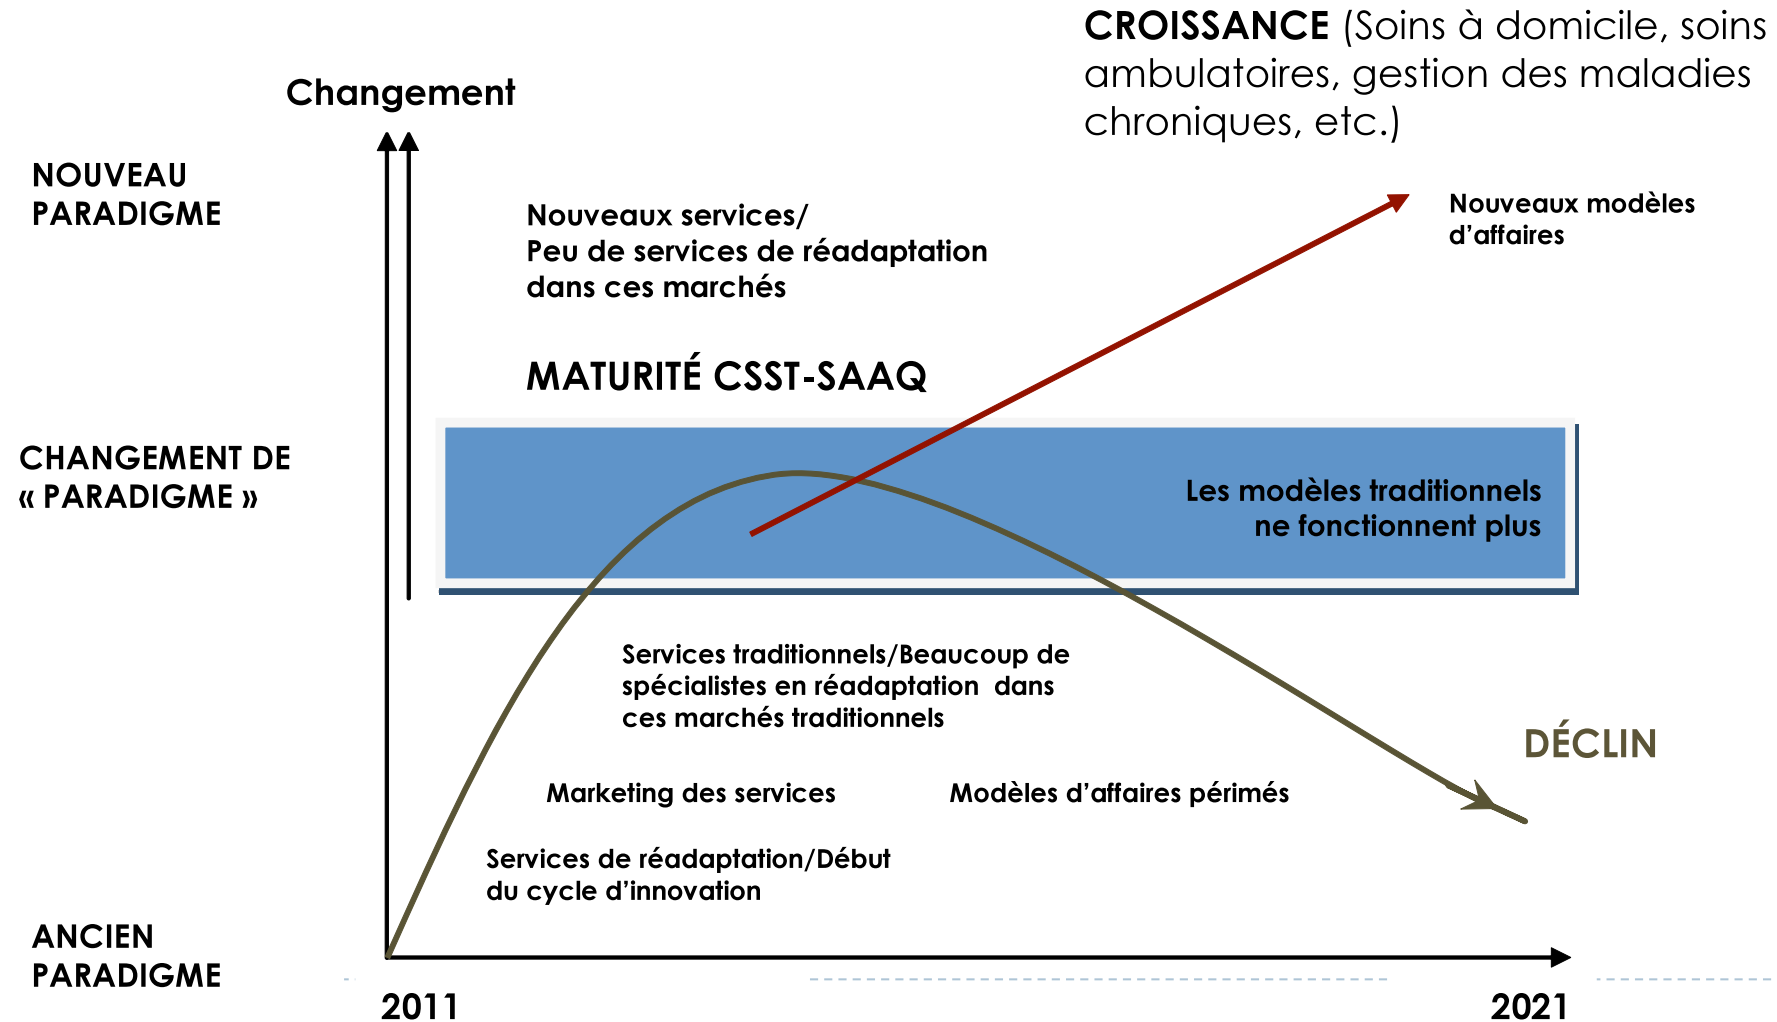 CROISSANCE (Soins à domicile, soins
ambulatoires, gestion des maladies
chroniques, etc.)
Changement
NOUVEAU
PARADIGME
Nouveaux services/
Peu de services de réadaptation
dans ces marchés
Nouveaux modèles
d’affaires
MATURITÉ CSST-SAAQ
CHANGEMENT DE
« PARADIGME »
Les modèles traditionnels
ne fonctionnent plus
Services traditionnels/Beaucoup de
spécialistes en réadaptation dans
ces marchés traditionnels
DÉCLIN
Marketing des services
Modèles d’affaires périmés
Services de réadaptation/Début
du cycle d’innovation
ANCIEN
PARADIGME
2011
2021